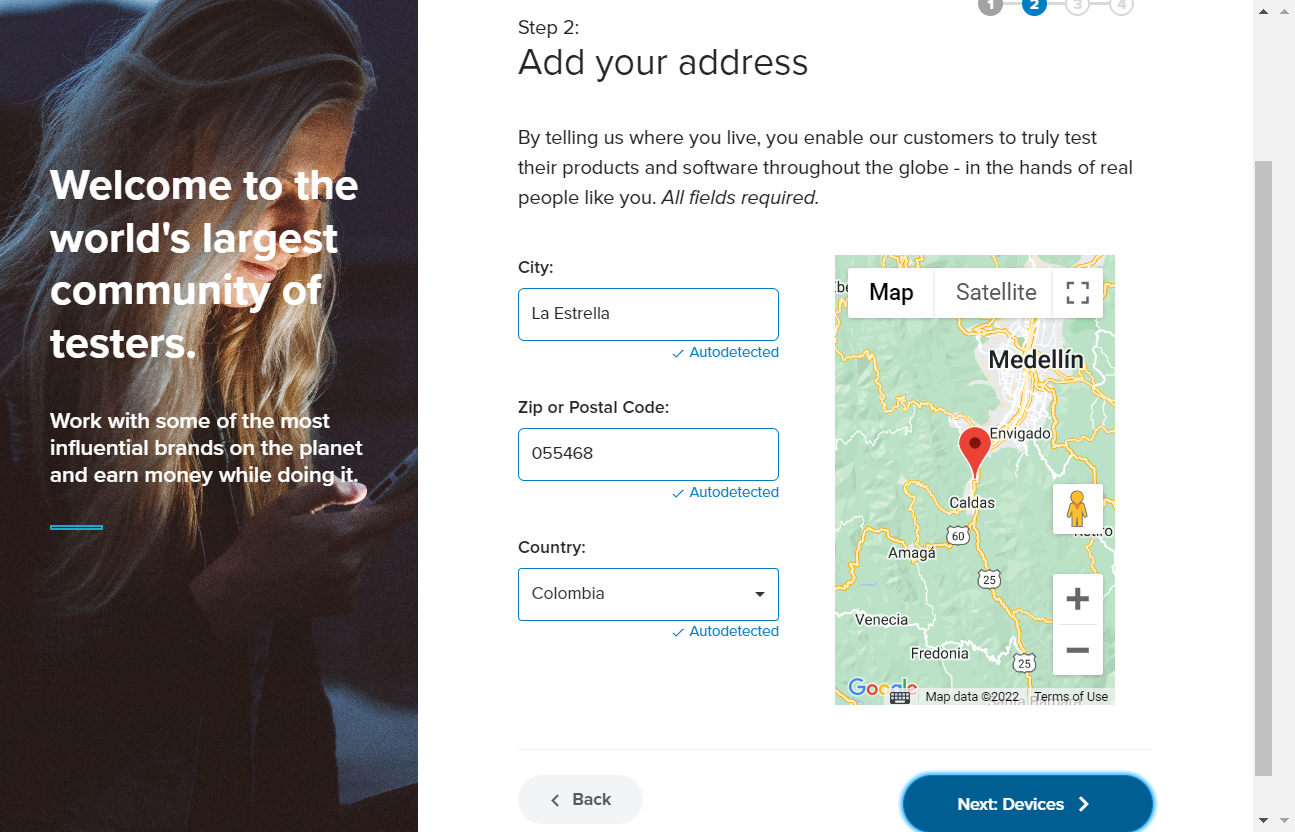 1 2 3 4
Step 2:
Add your address
By telling us where you live, you enable our customers to truly test
their products and software throughout the globe - in the hands of real
people like you. All fields required.
Welcome to the
world's largest
community of
testers.
Work with some of the most
influential brands on the planet
and earn money while doing it.
City:
La Estrella
Autodetected
Zip or Postal Code:
055468
Autodetected
Country:
Colombia
Autodetected
Map Satellite
Medellín
Envigado
Caldas
60
Amagá
25
Venecia
Fredonia
25
Google
Map data ©2022 Terms of Use
Back
Next: Devices